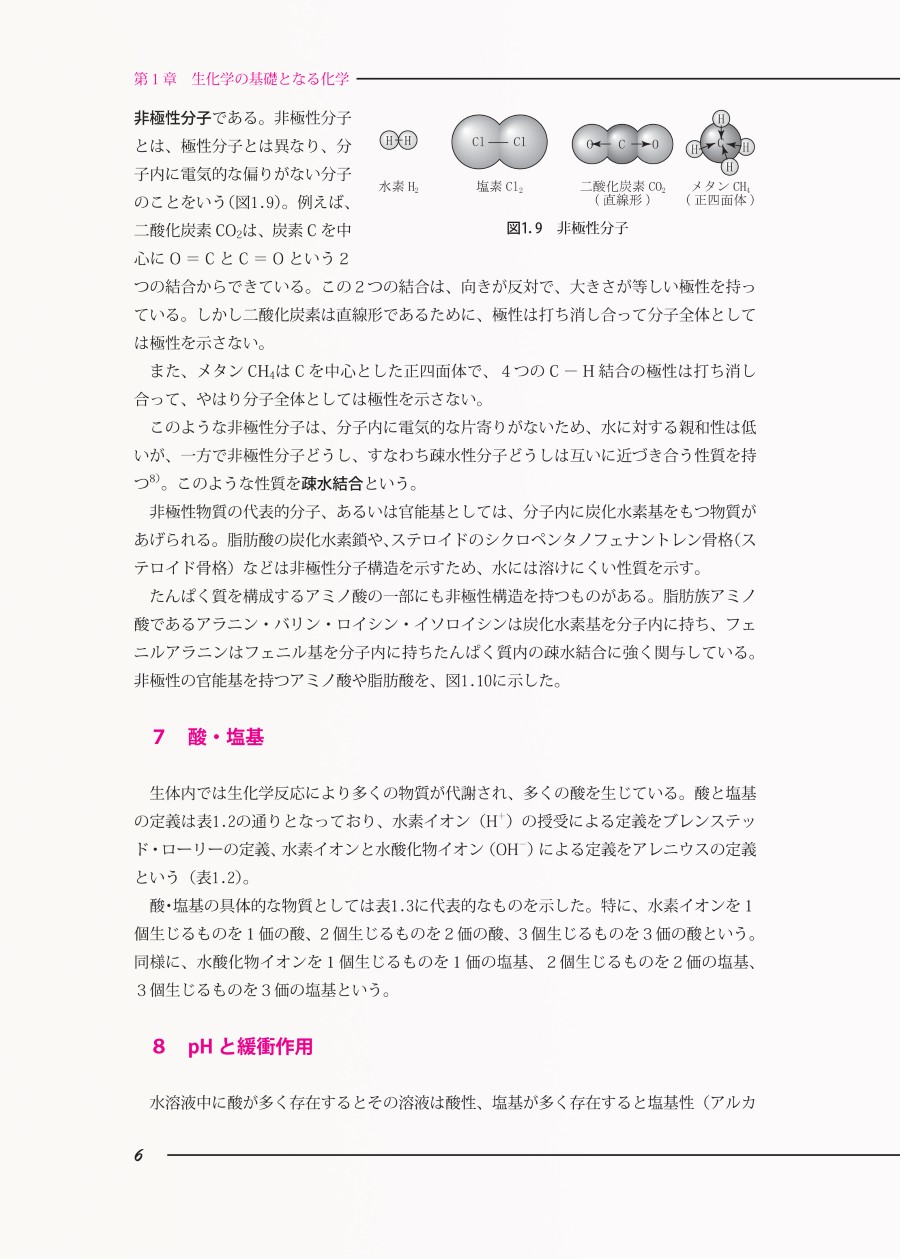 第１章　生化学の基礎となる化学
非極性分子である。非極性分子
とは、極性分子とは異なり、分
子内に電気的な偏りがない分子
のことをいう（図1.9）。例えば、
二酸化炭素 CO₂は、炭素 C を中
心に O ＝ C と C ＝ O という２
H H
Cl Cl
O C O
H
H C H
H
水素 H₂
塩素 Cl₂
二酸化炭素 CO₂
（直線形）
メタン CH₄
（正四面体）
図1.9　非極性分子
つの結合からできている。この２つの結合は、向きが反対で、大きさが等しい極性を持っ
ている。しかし二酸化炭素は直線形であるために、極性は打ち消し合って分子全体として
は極性を示さない。
また、メタン CH₄は C を中心とした正四面体で、４つの C － H 結合の極性は打ち消し
合って、やはり分子全体としては極性を示さない。
このような非極性分子は、分子内に電気的な片寄りがないため、水に対する親和性は低
いが、一方で非極性分子どうし、すなわち疎水性分子どうしは互いに近づき合う性質を持
つ⁸⁾。このような性質を疎水結合という。
非極性物質の代表的分子、あるいは官能基としては、分子内に炭化水素基をもつ物質が
あげられる。脂肪酸の炭化水素鎖や、ステロイドのシクロペンタノフェナントレン骨格（ス
テロイド骨格）などは非極性分子構造を示すため、水には溶けにくい性質を示す。
たんぱく質を構成するアミノ酸の一部にも非極性構造を持つものがある。脂肪族アミノ
酸であるアラニン・バリン・ロイシン・イソロイシンは炭化水素基を分子内に持ち、フェ
ニルアラニンはフェニル基を分子内に持ちたんぱく質内の疎水結合に強く関与している。
非極性の官能基を持つアミノ酸や脂肪酸を、図1.10に示した。
７　酸・塩基
生体内では生化学反応により多くの物質が代謝され、多くの酸を生じている。酸と塩基
の定義は表1.2の通りとなっており、水素イオン（H⁺）の授受による定義をブレンステッ
ド・ローリーの定義、水素イオンと水酸化物イオン（OH⁻）による定義をアレニウスの定義
という（表1.2）。
酸・塩基の具体的な物質としては表1.3に代表的なものを示した。特に、水素イオンを１
個生じるものを１価の酸、２個生じるものを２価の酸、３個生じるものを３価の酸という。
同様に、水酸化物イオンを１個生じるものを１価の塩基、２個生じるものを２価の塩基、
３個生じるものを３価の塩基という。
８　pH と緩衝作用
水溶液中に酸が多く存在するとその溶液は酸性、塩基が多く存在すると塩基性（アルカ
6